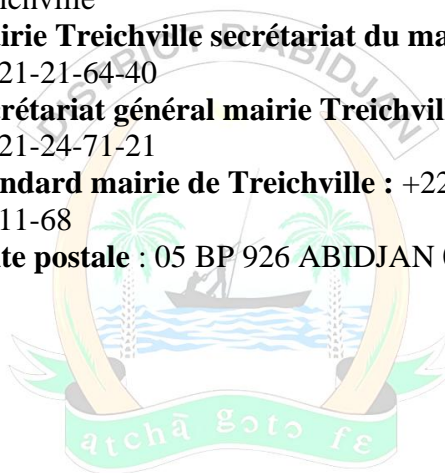 ichville
airie Treichville secrétariat du ma
21-21-64-40
crétariat général mairie Treichvil
21-24-71-21
ndard mairie de Treichville : +22
11-68
te postale : 05 BP 926 ABIDJAN
DISTRICT D'ABIDJAN
atchā goto fɛ